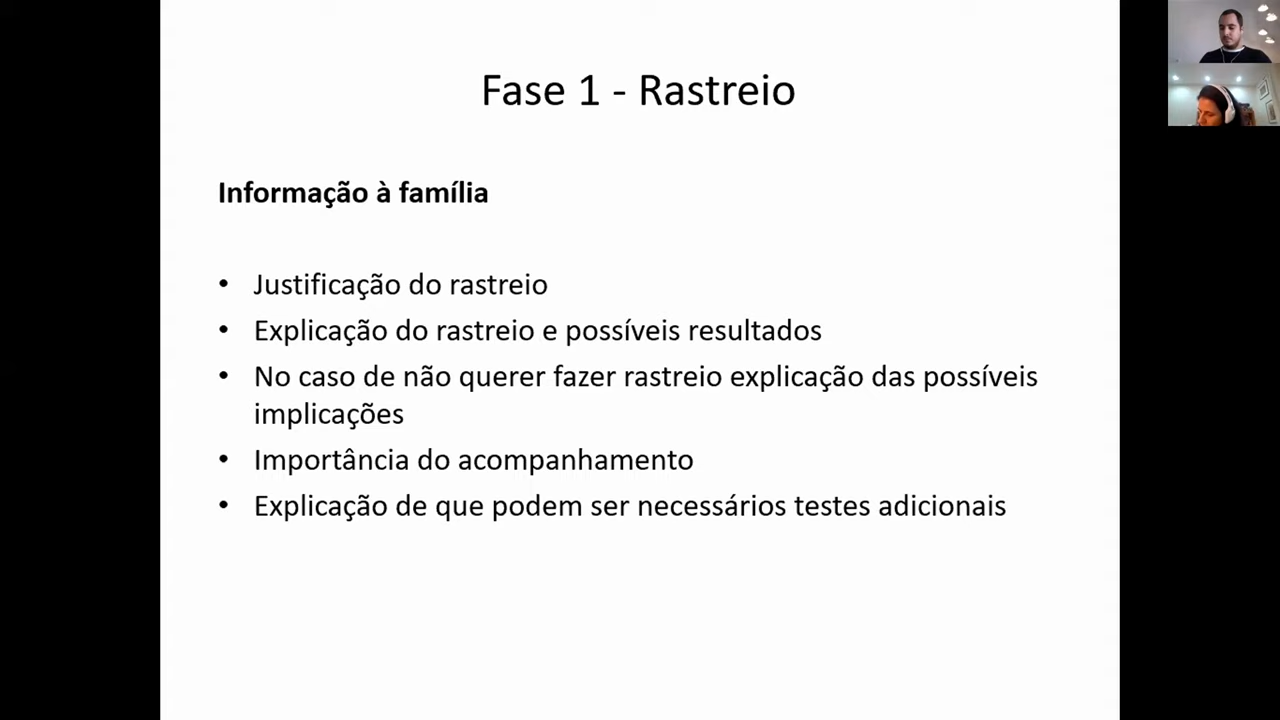 Fase 1 - Rastreio
Informação à família
• Justificação do rastreio
• Explicação do rastreio e possíveis resultados
• No caso de não querer fazer rastreio explicação das possíveis
implicações
• Importância do acompanhamento
• Explicação de que podem ser necessários testes adicionais